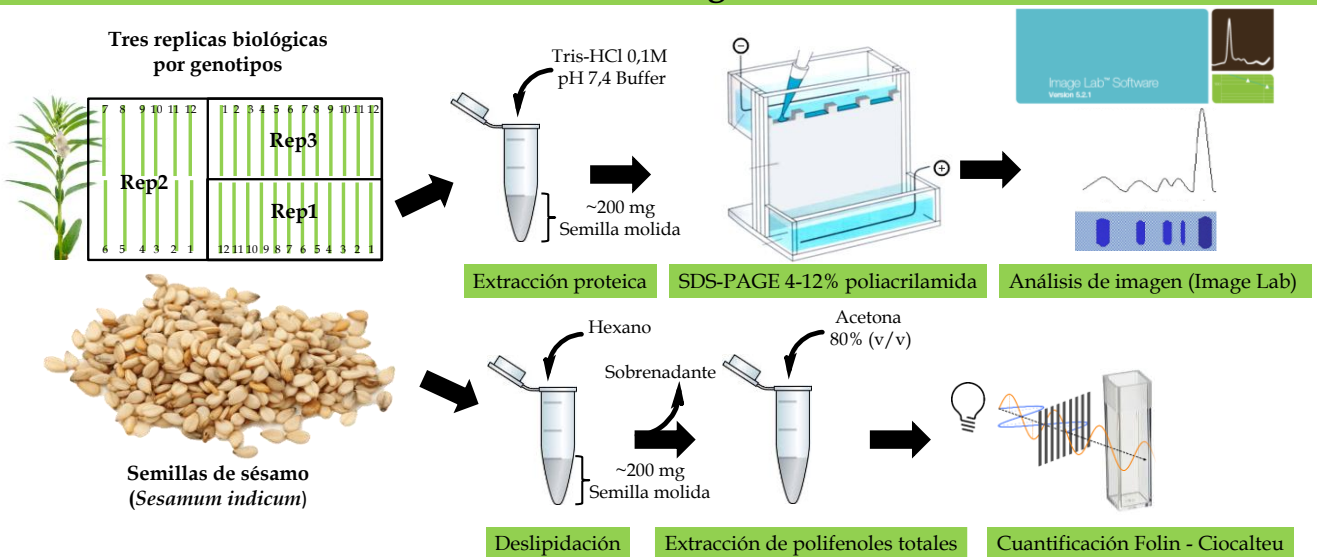 Tres replicas biológicas
por genotipos
7 8 9 10 11 12
Rep2
6 5 4 3 2 1
1 2 3 4 5 6 7 8 9 10 11 12
Rep3
Rep1
12 11 10 9 8 7 6 5 4 3 2 1
Tris-HCl 0,1M
pH 7,4 Buffer
~200 mg
Semilla molida
Extracción proteica
SDS-PAGE 4-12% poliacrilamida
Image Lab™ Software
Version 5.2.1
Análisis de imagen (Image Lab)
Semillas de sésamo
(Sesamum indicum)
Hexano
Sobrenadante
~200 mg
Semilla molida
Acetona
80% (v/v)
Deslipidación
Extracción de polifenoles totales
Cuantificación Folin - Ciocalteu